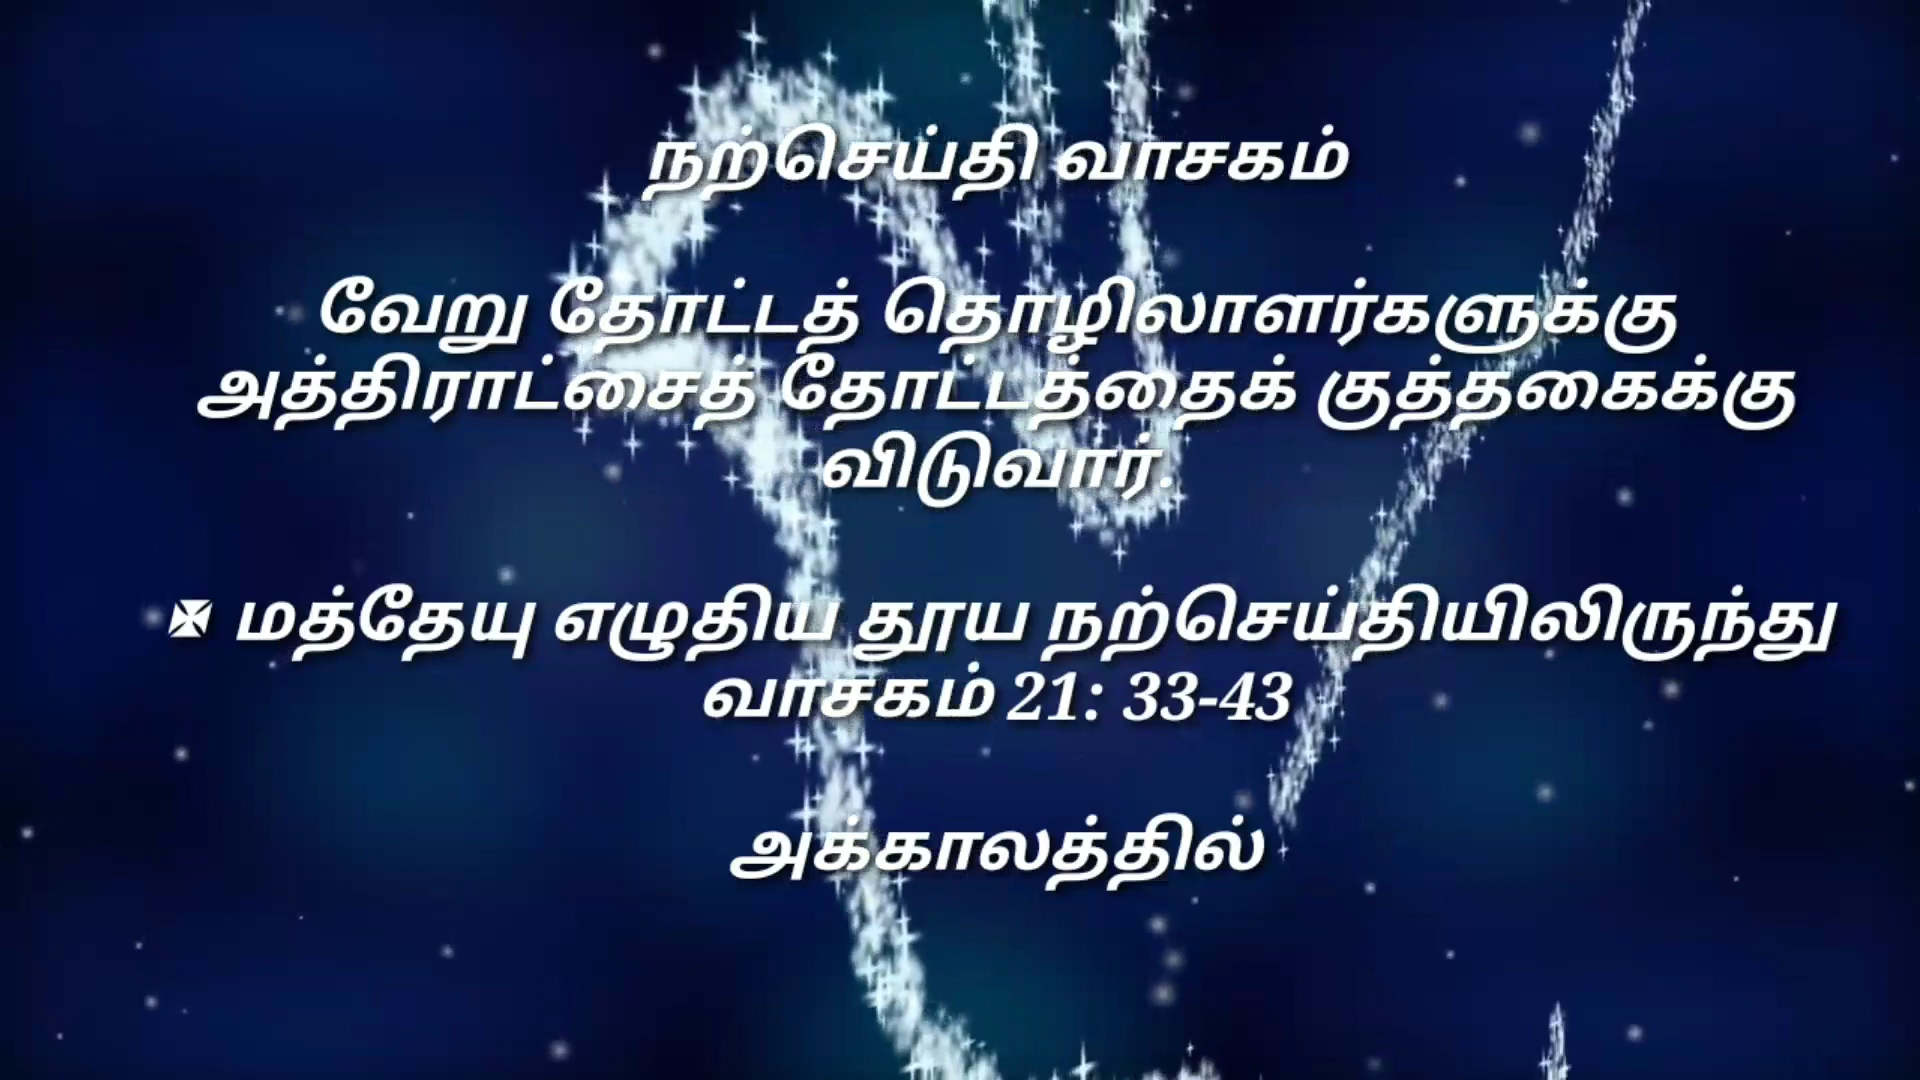 நற்செய்தி வாசகம்
வேறு தோட்டத் தொழிலாளர்களுக்கு
அத்திராட்சைத் தோட்டத்தைக் குத்தகைக்கு
விடுவார்.
✠ மத்தேயு எழுதிய தூய நற்செய்தியிலிருந்து
வாசகம் 21: 33-43
அக்காலத்தில்